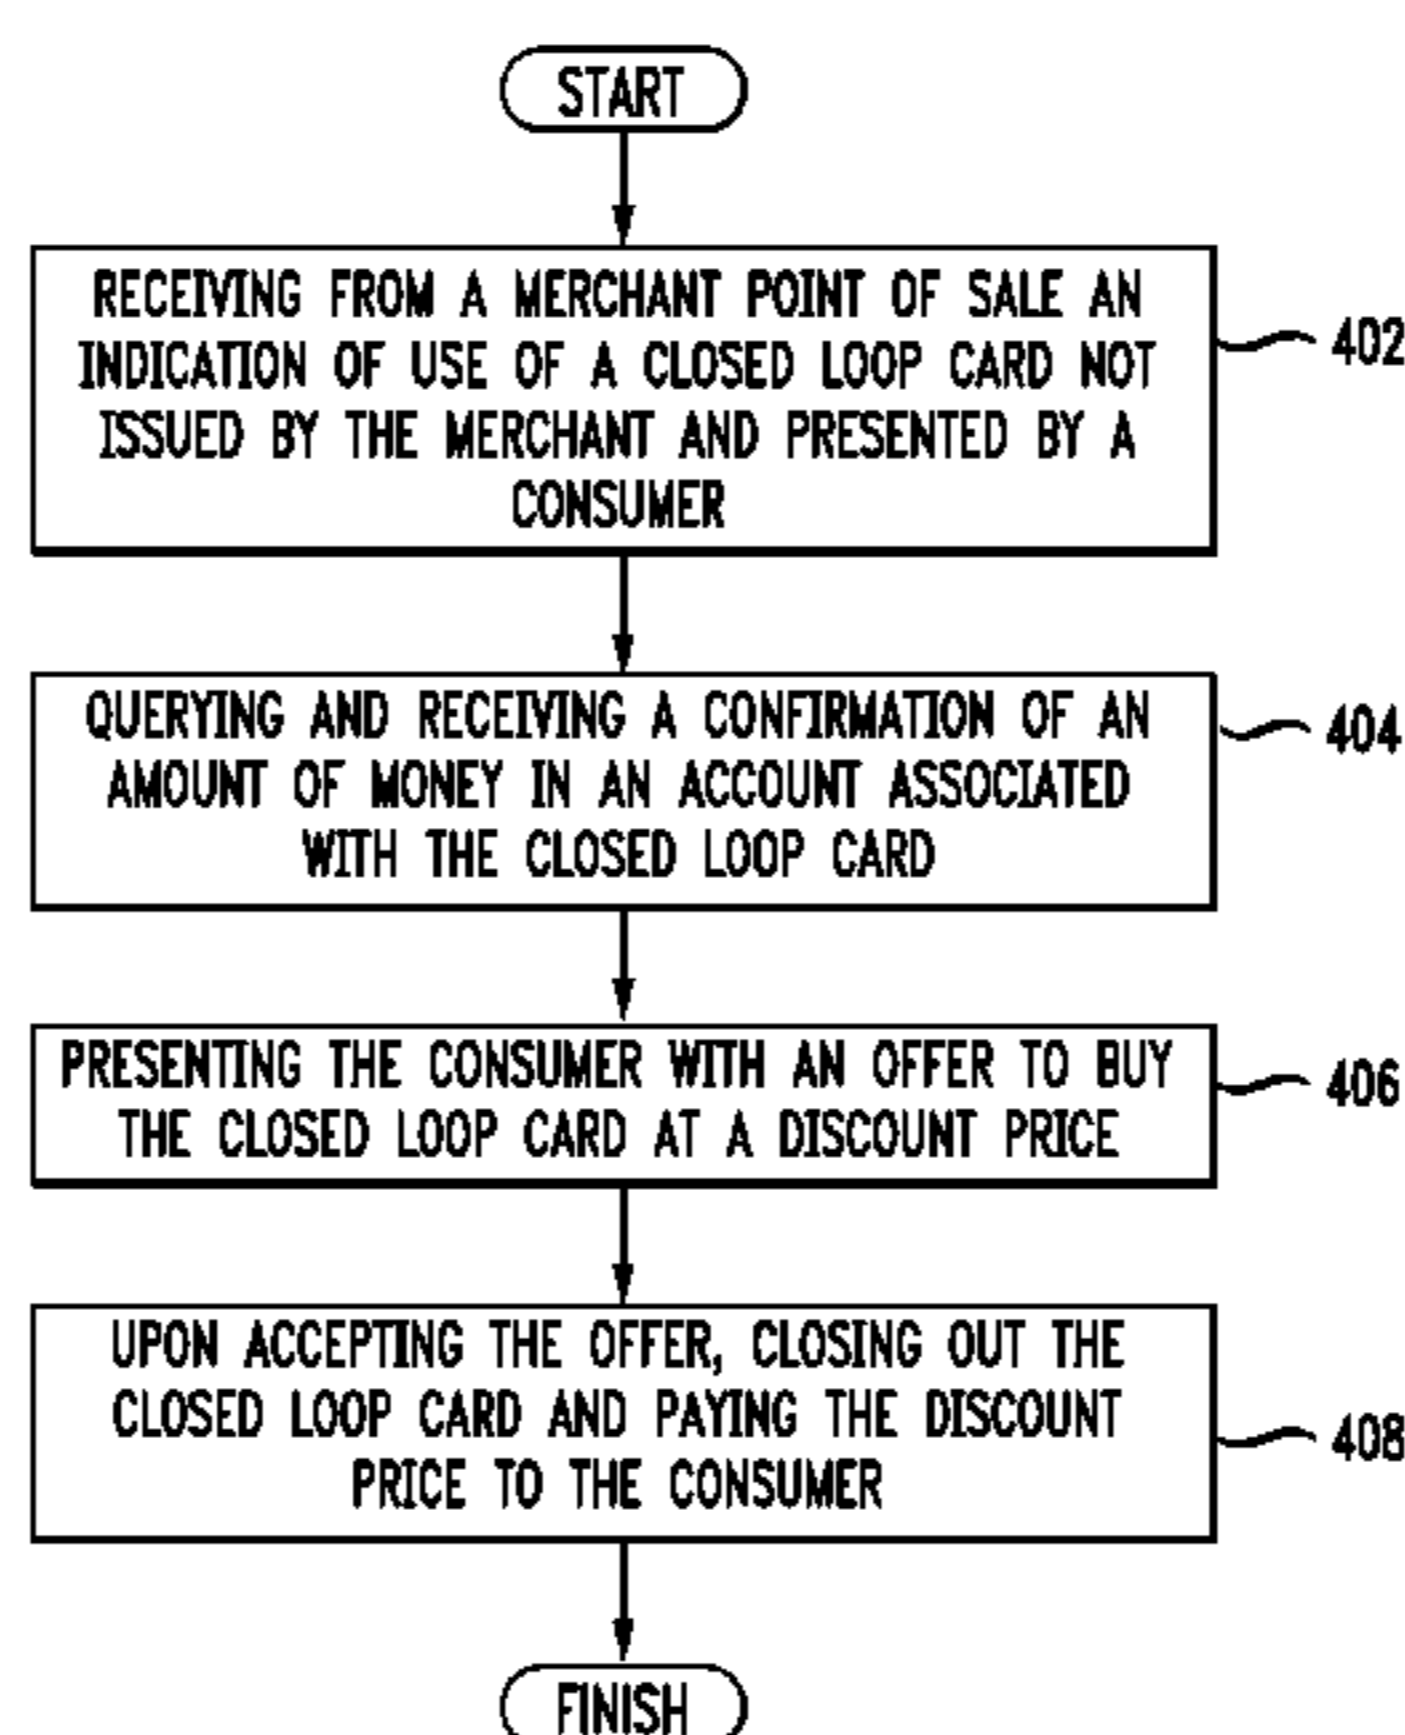 START
RECEIVING FROM A MERCHANT POINT OF SALE AN
INDICATION OF USE OF A CLOSED LOOP CARD NOT
ISSUED BY THE MERCHANT AND PRESENTED BY A
CONSUMER
402
QUERYING AND RECEIVING A CONFIRMATION OF AN
AMOUNT OF MONEY IN AN ACCOUNT ASSOCIATED
WITH THE CLOSED LOOP CARD
404
PRESENTING THE CONSUMER WITH AN OFFER TO BUY
THE CLOSED LOOP CARD AT A DISCOUNT PRICE
406
UPON ACCEPTING THE OFFER, CLOSING OUT THE
CLOSED LOOP CARD AND PAYING THE DISCOUNT
PRICE TO THE CONSUMER
408
FINISH